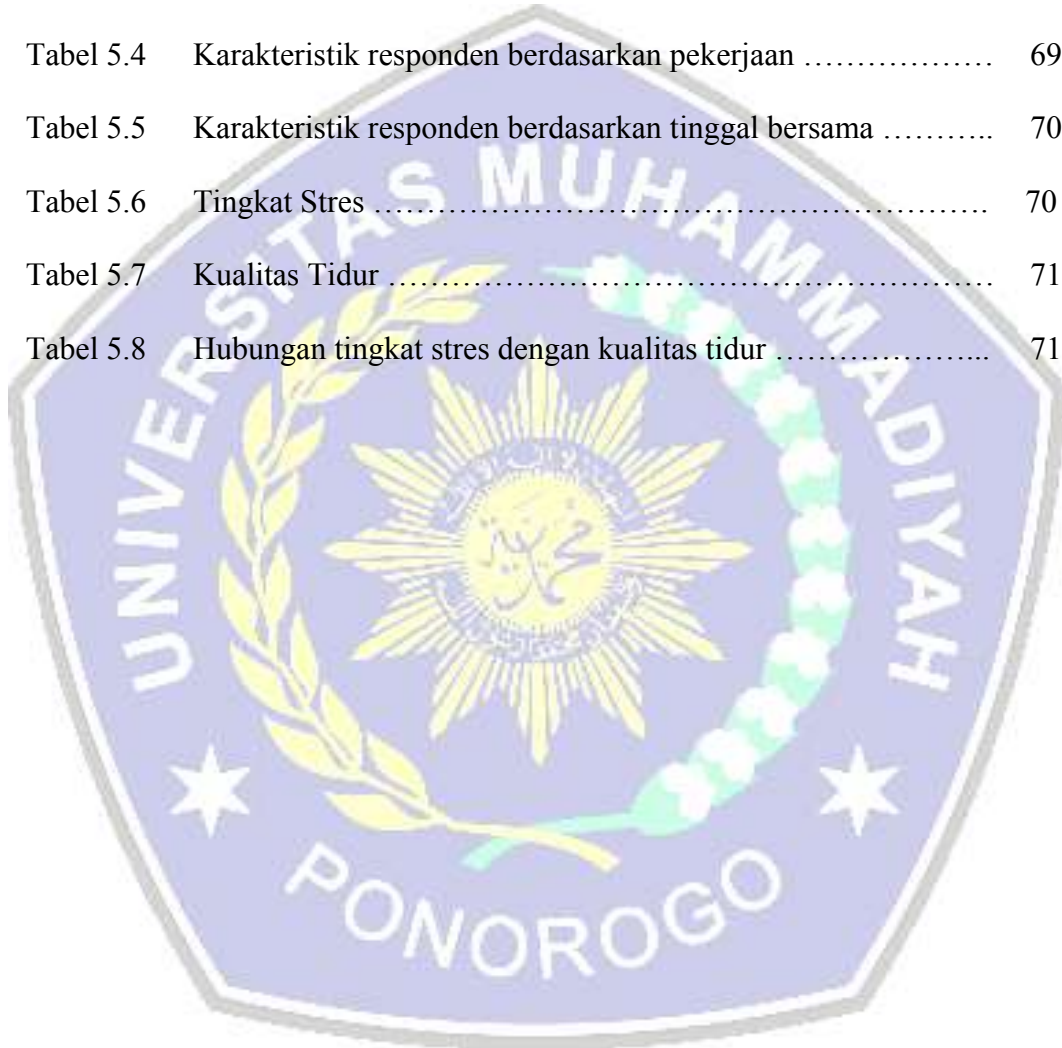 Tabel 5.4 Karakteristik responden berdasarkan pekerjaan ……………… 69
Tabel 5.5 Karakteristik responden berdasarkan tinggal bersama ……….. 70
Tabel 5.6 Tingkat Stres …………………………………………………. 70
Tabel 5.7 Kualitas Tidur ………………………………………………… 71
Tabel 5.8 Hubungan tingkat stres dengan kualitas tidur ………………... 71
UNIVERSITAS MUHAMMADIYAH
PONOROGO